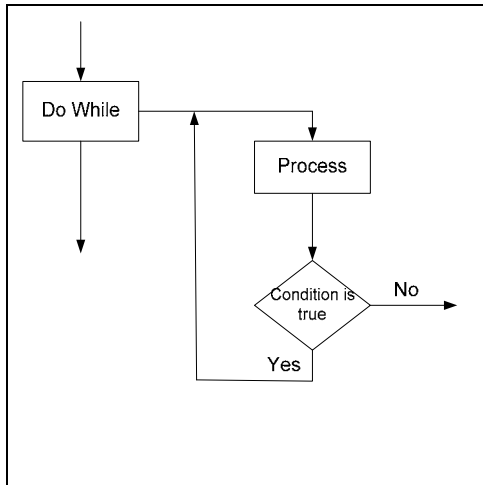 Do While
Process
Condition is
true
No
Yes